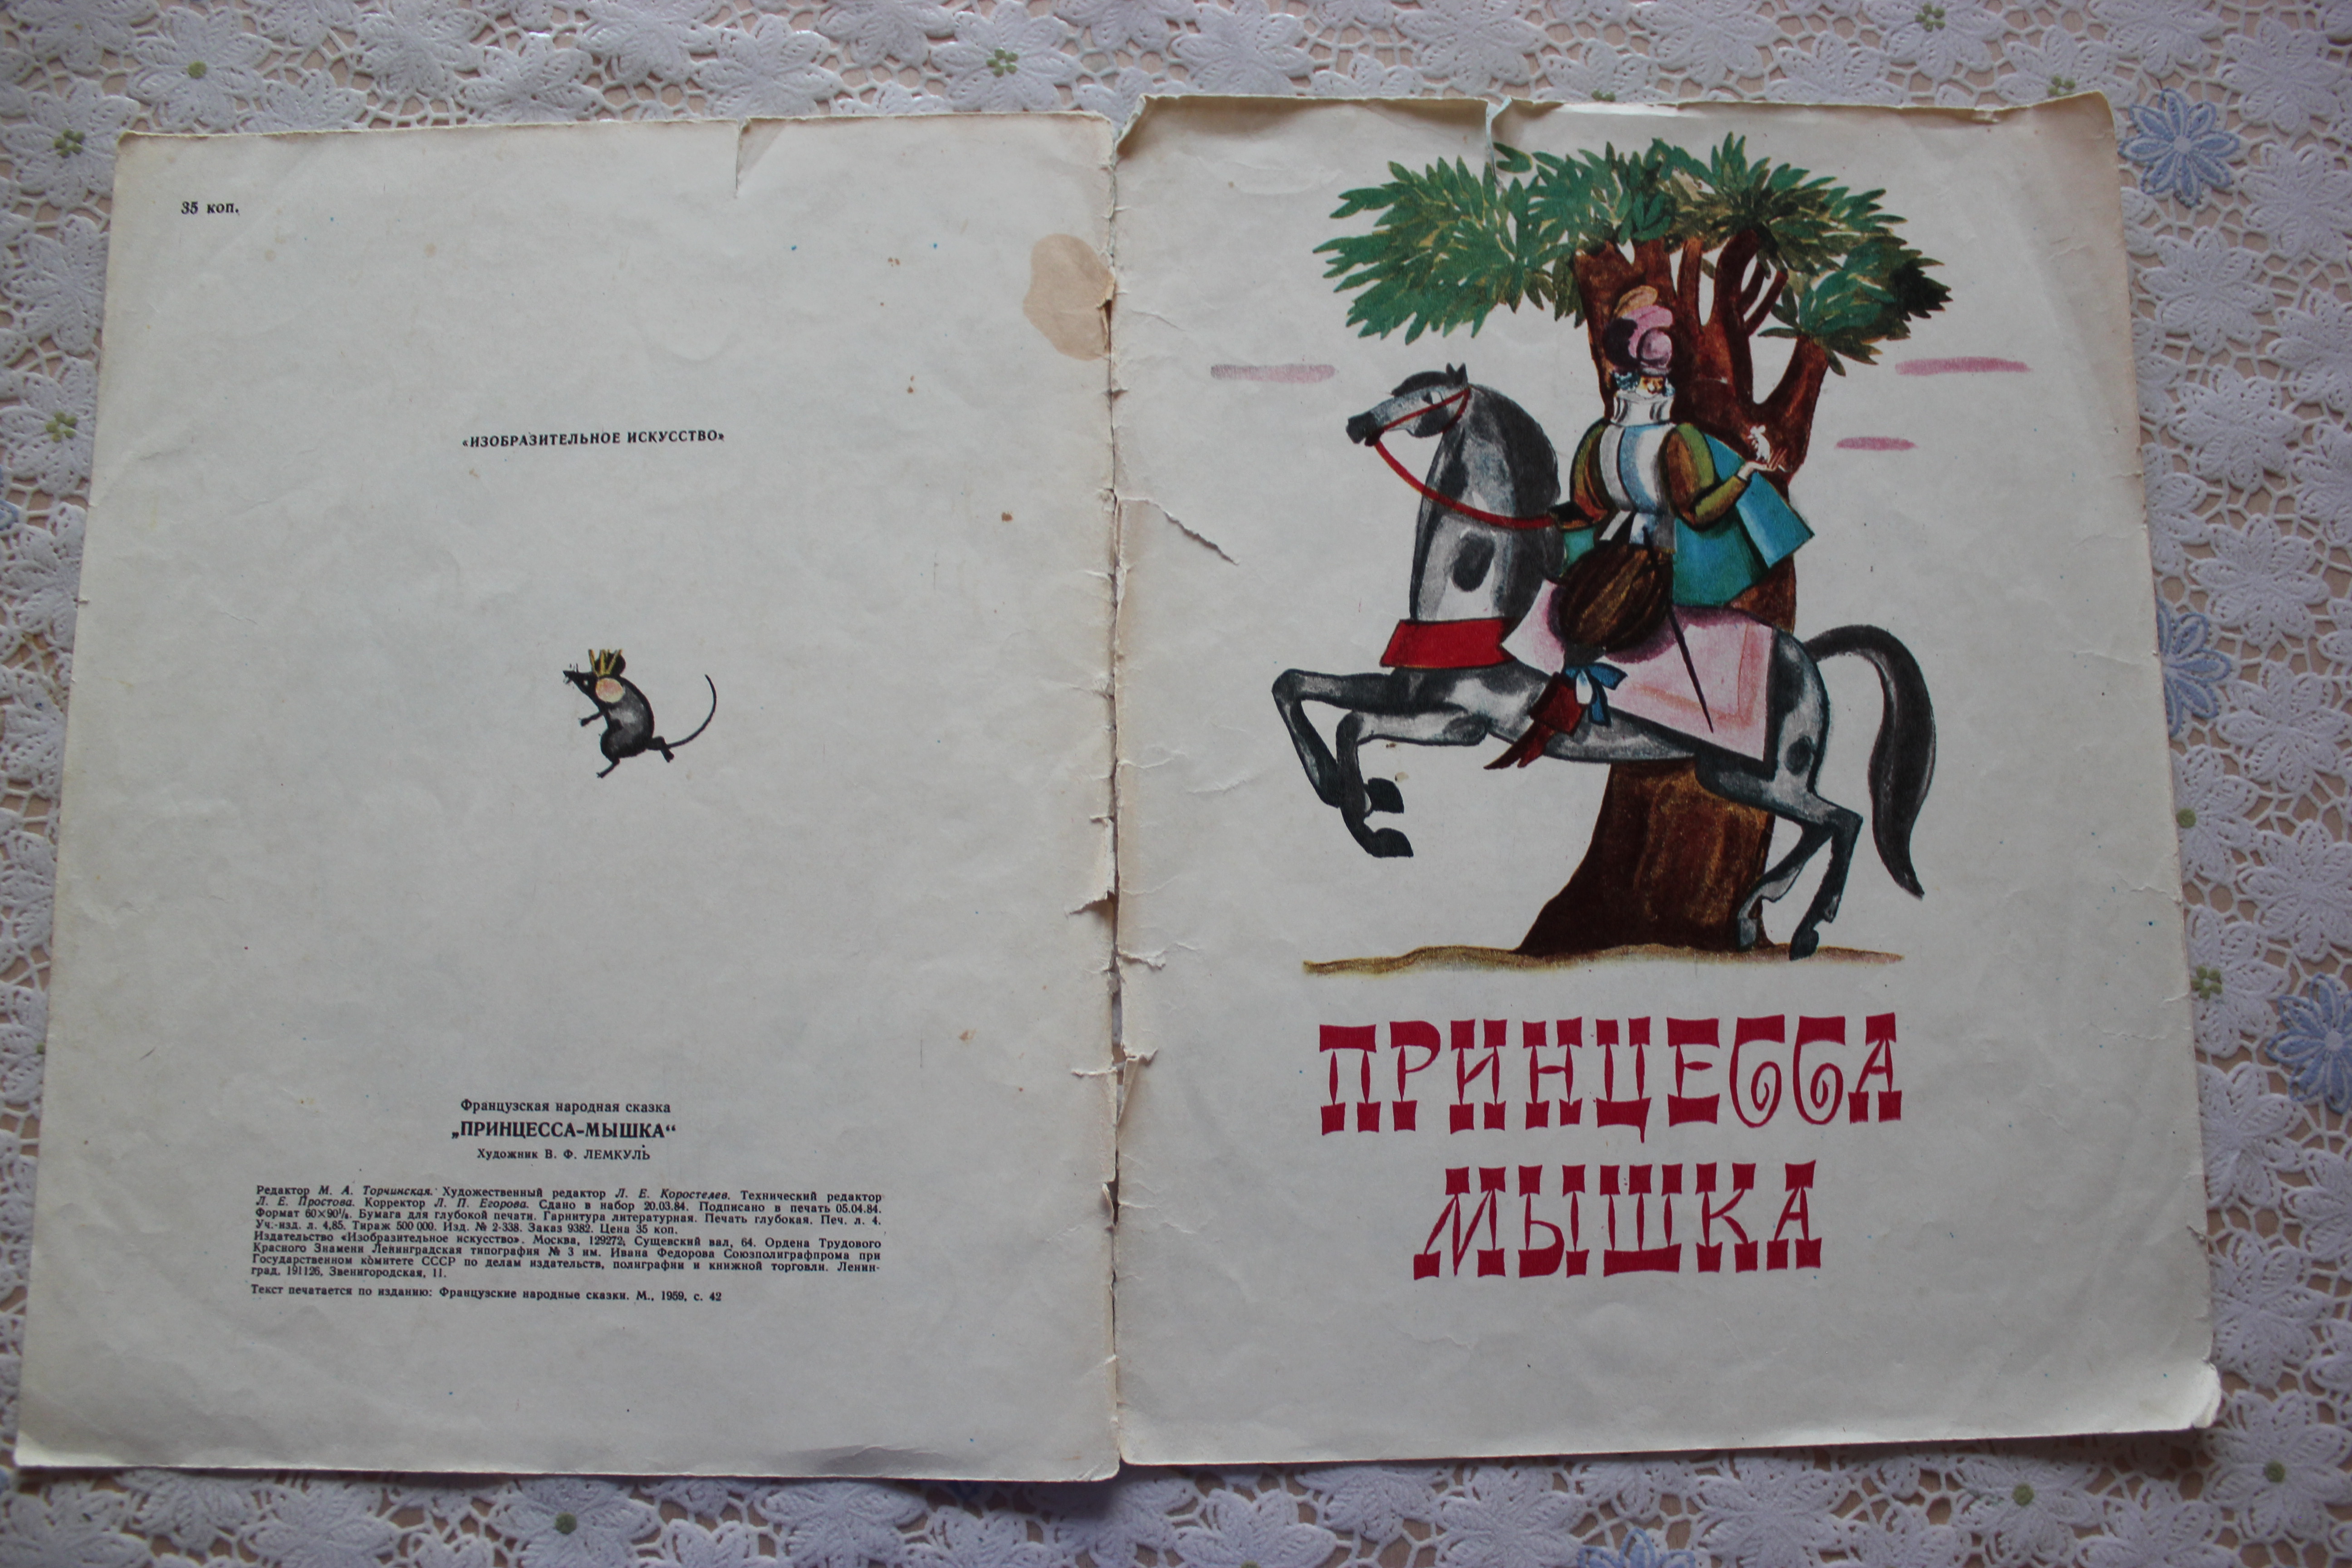 35 коп.
«ИЗОБРАЗИТЕЛЬНОЕ ИСКУССТВО»
Французская народная сказка
„ПРИНЦЕССА-МЫШКА“
Художник В. Ф. ЛЕМКУЛЬ
Редактор М. А. Торчинская. Художественный редактор Л. Е. Коростелев. Технический редактор
Л. Е. Простова. Корректор Л. П. Егорова. Сдано в набор 20.03.84. Подписано в печать 05.04.84.
Формат 60×90¹/₈. Бумага для глубокой печати. Гарнитура литературная. Печать глубокая. Печ. л. 4.
Уч.-изд. л. 4,85. Тираж 500 000. Изд. № 2-338. Заказ 9382. Цена 35 коп.
Издательство «Изобразительное искусство». Москва, 129272, Сущевский вал, 64. Ордена Трудового
Красного Знамени Ленинградская типография № 3 им. Ивана Федорова Союзполиграфпрома при
Государственном комитете СССР по делам издательств, полиграфии и книжной торговли. Ленин-
град, 191126, Звенигородская, 11.
Текст печатается по изданию: Французские народные сказки. М., 1959, с. 42
ПРИНЦЕССА
МЫШКА